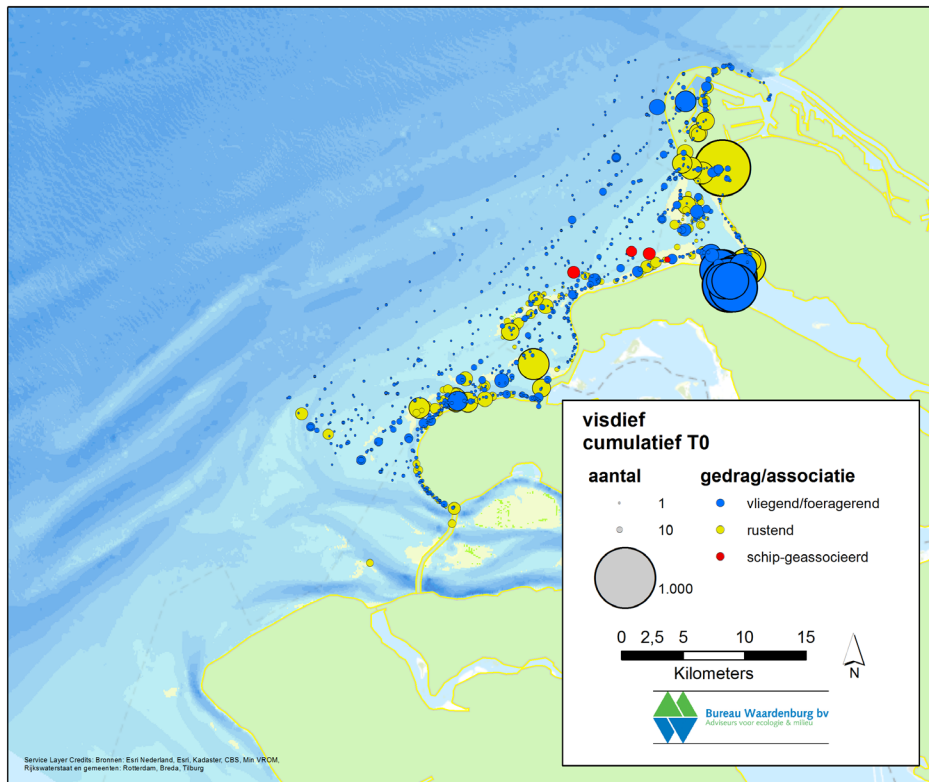 visdief
cumulatief T0
aantal
gedrag/associatie
1
vliegend/foeragerend
10
rustend
schip-geassocieerd
1.000
0 2,5 5 10 15
Kilometers
N
Bureau Waardenburg bv
Adviseurs voor ecologie & milieu
Service Layer Credits: Bronnen: Esri Nederland, Esri, Kadaster, CBS, Min VROM,
Rijkswaterstaat en gemeenten: Rotterdam, Breda, Tilburg